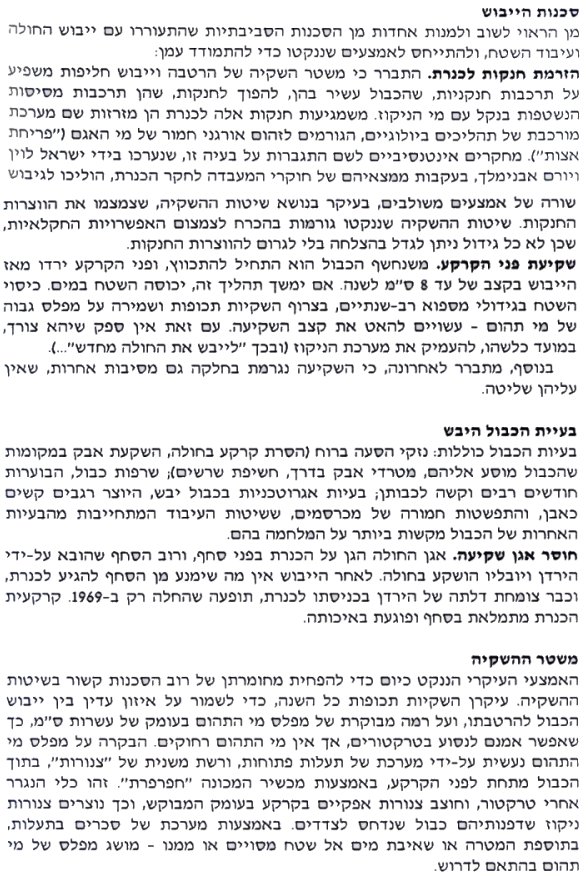 סכנות הייבוש
מן הראוי לשוב ולמנות אחדות מן הסכנות הסביבתיות שהתעוררו עם ייבוש החולה
ועיבוד השטח, ולהתייחס לאמצעים שננקטו כדי להתמודד עמן:
הזרמת חנקות לכנרת. התברר כי משטר השקיה של הרטבה וייבוש חליפות משפיע
על תרכבות חנקניות, שהכבול עשיר בהן, להפוך לחנקות, שהן תרכבות מסיסות
הנשטפות בנקל עם מי הניקוז. משמגיעות חנקות אלה לכנרת הן מזרזות שם מערכת
מורכבת של תהליכים ביולוגיים, הגורמים לזהום אורגני חמור של מי האגם ("פריחת
אצות"). מחקרים אינטנסיביים לשם התגברות על בעיה זו, שנערכו בידי ישראל לוין
ויורם אבנימלך, בעקבות ממצאיהם של חוקרי המעבדה לחקר הכנרת, הוליכו לגיבוש
שורה של אמצעים משולבים, בעיקר בנושא שיטות ההשקיה, שצמצמו את הווצרות
החנקות. שיטות ההשקיה שננקטו גורמות בהכרח לצמצום האפשרויות החקלאיות,
שכן לא כל גידול ניתן לגדל בהצלחה בלי לגרום להווצרות החנקות.
שקיעת פני הקרקע. משנחשף הכבול הוא התחיל להתכווץ, ופני הקרקע ירדו מאז
הייבוש בקצב של עד 8 ס"מ לשנה. אם ימשך תהליך זה, יכוסה השטח במים. כיסוי
השטח בגידולי מספוא רב-שנתיים, בצרוף השקיות תכופות ושמירה על מפלס גבוה
של מי תהום – עשויים להאט את קצב השקיעה. עם זאת אין ספק שיהא צורך,
במועד כלשהו, להעמיק את מערכת הניקוז (ובכך "לייבש את החולה מחדש"...).
בנוסף, מתברר לאחרונה, כי השקיעה נגרמת בחלקה גם מסיבות אחרות, שאין
עליהן שליטה.
בעיית הכבול היבש
בעיות הכבול כוללות: נזקי הסעה ברוח (הסרת קרקע בחולה, השקעת אבק במקומות
שהכבול מוסע אליהם, מטרדי אבק בדרך, חשיפת שרשים); שרפות כבול, הבוערות
חודשים רבים וקשה לכבותן; בעיות אגרוטכניות בכבול יבש, היוצר רגבים קשים
כאבן, והתפשטות חמורה של מכרסמים, ששיטות העיבוד המתחייבות מהבעיות
האחרות של הכבול מקשות ביותר על המלחמה בהם.
חוסר אגן שקיעה. אגן החולה הגן על הכנרת בפני סחף, ורוב הסחף שהובא על-ידי
הירדן ויובליו הושקע בחולה. לאחר הייבוש אין מה שימנע מן הסחף להגיע לכנרת,
וכבר צומחת דלתה של הירדן בכניסתו לכנרת, תופעה שהחלה רק ב-1969. קרקעית
הכנרת מתמלאת בסחף ופוגעת באיכותה.
משטר ההשקיה
האמצעי העיקרי הננקט כיום כדי להפחית מחומרתן של רוב הסכנות קשור בשיטות
ההשקיה. עיקרן השקיות תכופות כל השנה, כדי לשמור על איזון עדין בין ייבוש
הכבול להרטבתו, ועל רמה מבוקרת של מפלס מי התהום בעומק של עשרות ס"מ, כך
שאפשר אמנם לנסוע בטרקטורים, אך אין מי התהום רחוקים. הבקרה על מפלס מי
התהום נעשית על-ידי מערכת של תעלות פתוחות, ורשת משנית של "צנורות", בתוך
הכבול מתחת לפני הקרקע, באמצעות מכשיר המכונה "חפרפרת". זהו כלי הנגרר
אחרי טרקטור, וחוצב צנורות אפקיים בקרקע בעומק המבוקש, וכך נוצרים צנורות
ניקוז שדפנותיהם כבול שנדחס לצדדים. באמצעות מערכת של סכרים בתעלות,
בתוספת המטרה או שאיבת מים אל שטח מסויים או ממנו – מושג מפלס של מי
תהום בהתאם לדרוש.